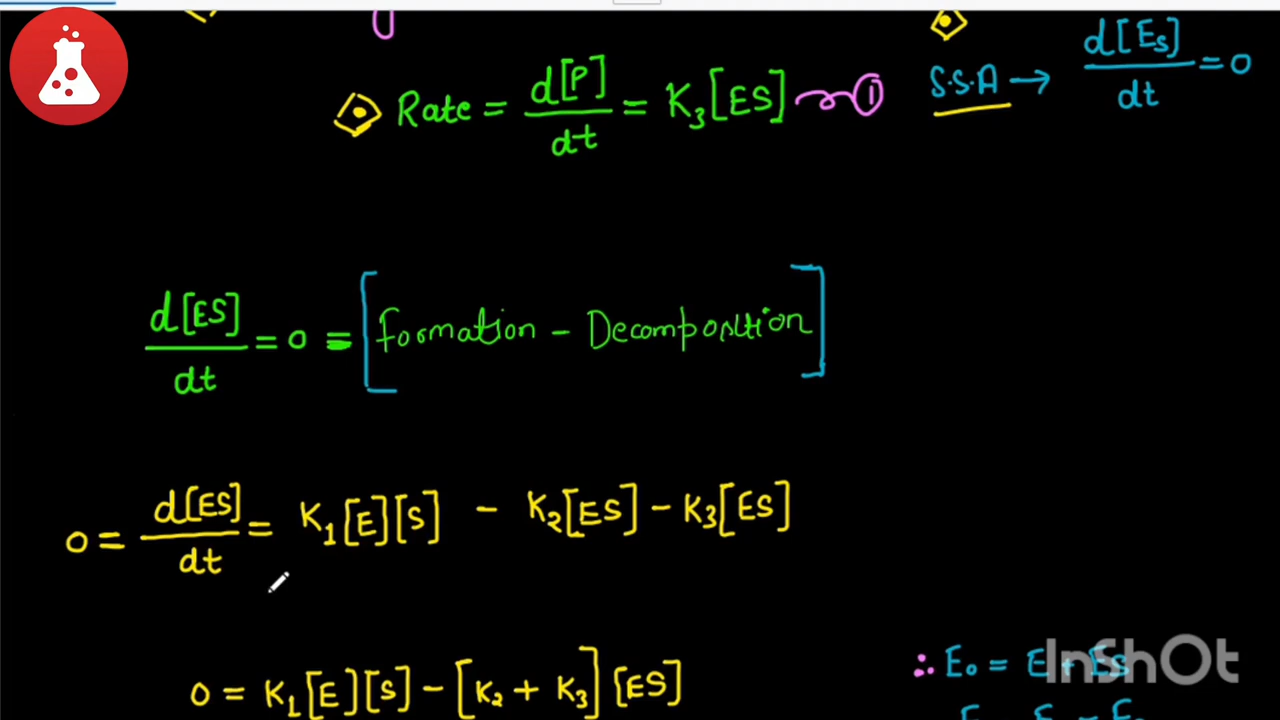 S.S.A → d[Es]/dt = 0
Rate = d[P]/dt = K₃[ES] ①
d[ES]/dt = 0 = [Formation - Decomposition]
0 = d[ES]/dt = K₁[E][S] - K₂[ES] - K₃[ES]
0 = K₁[E][S] - [K₂ + K₃][ES]
∴ E₀ = E + Es
InShOt